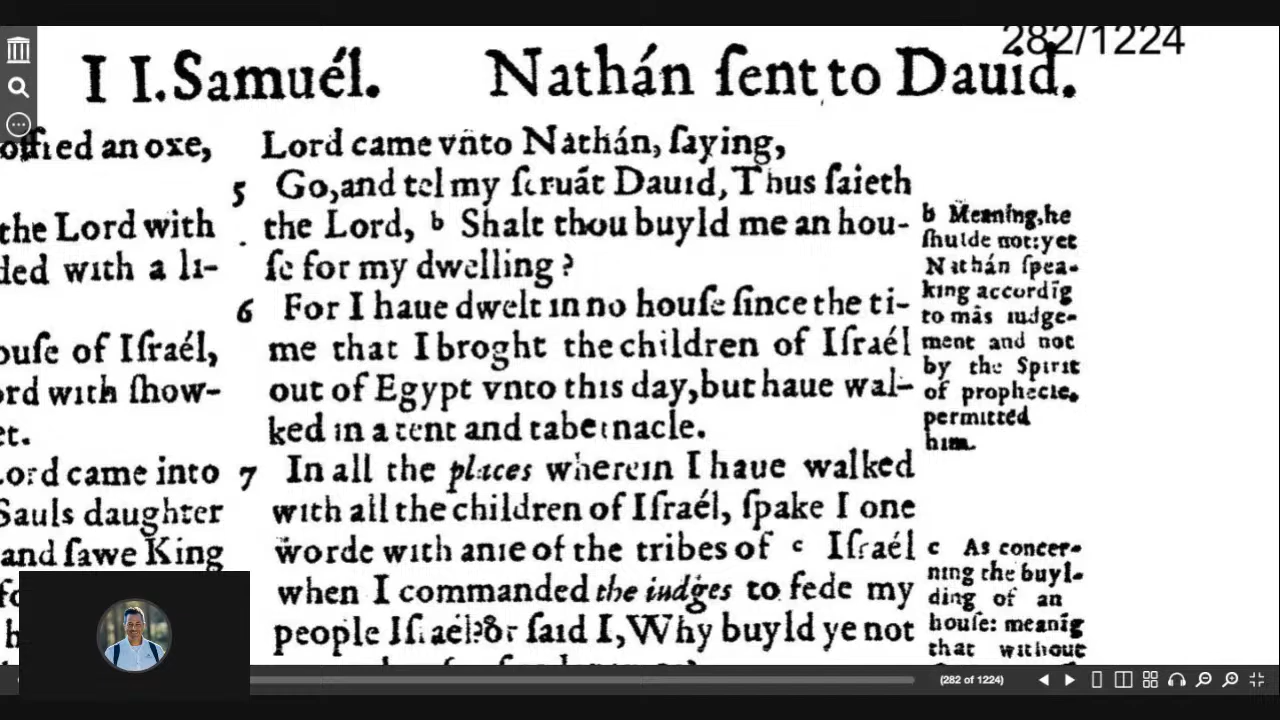 282/1224
I I. Samuél. Nathán ſent to Dauid.
offred an oxe,
the Lord with
ded with a li-
ouſe of Iſraél,
ord with ſhow-
et.
Lord came into
Sauls daughter
and ſawe King
Lord came vnto Nathán, ſaying,
5 Go, and tel my ſeruãt Dauid, Thus ſaieth
the Lord, b Shalt thou buyld me an hou-
ſe for my dwelling?
6 For I haue dwelt in no houſe ſince the ti-
me that I broght the children of Iſraél
out of Egypt vnto this day, but haue wal-
ked in a tent and tabernacle.
7 In all the places wherein I haue walked
with all the children of Iſraél, ſpake I one
worde with anie of the tribes of c Iſraél
when I commanded the iudges to fede my
people Iſraél? or ſaid I, Why buyld ye not
b Meaning, he
ſhulde not: yet
Nathán ſpea-
king accordĩg
to mãs iudge-
ment and not
by the Spirit
of prophecie,
permitted
him.
c As concer-
ning the buyl-
ding of an
houſe: meanĩg
that without
(282 of 1224)